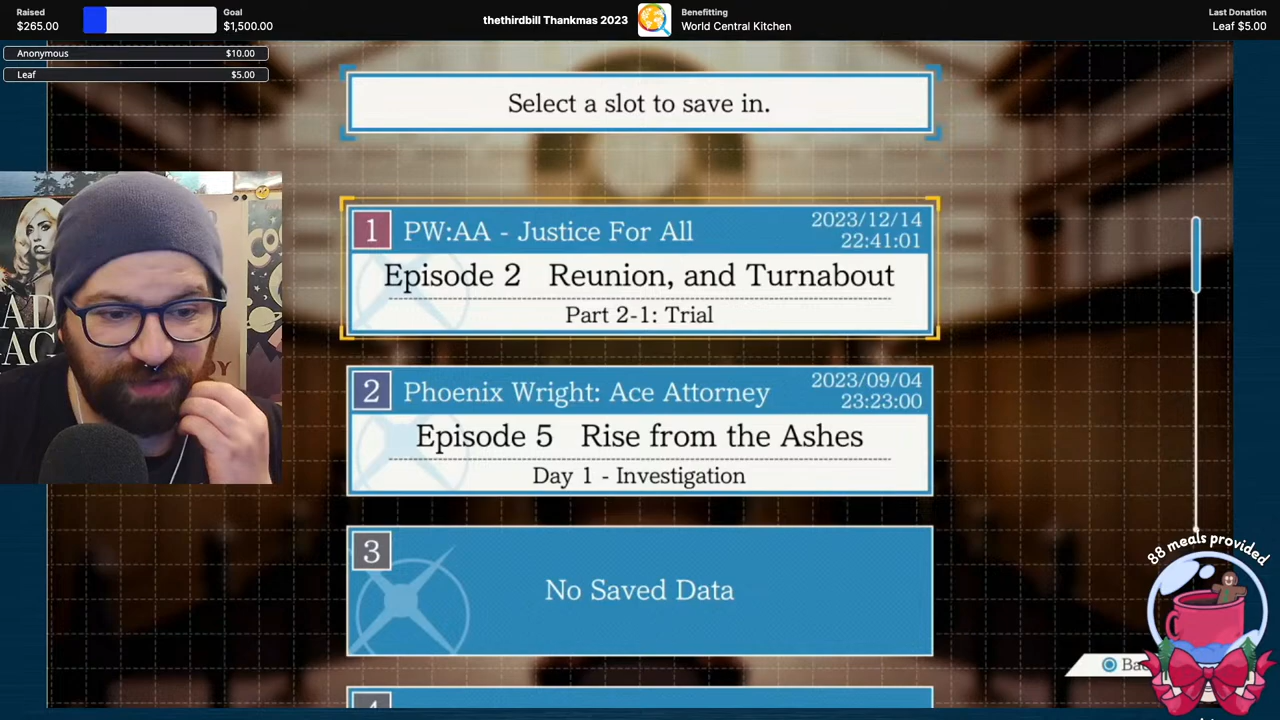 Raised
$265.00
Goal
$1,500.00
thethirdbill Thankmas 2023
Benefitting
World Central Kitchen
Last Donation
Leaf $5.00
Anonymous $10.00
Leaf $5.00
Select a slot to save in.
1 PW:AA - Justice For All 2023/12/14
22:41:01
Episode 2 Reunion, and Turnabout
Part 2-1: Trial
2 Phoenix Wright: Ace Attorney 2023/09/04
23:23:00
Episode 5 Rise from the Ashes
Day 1 - Investigation
3
No Saved Data
4
88 meals provided